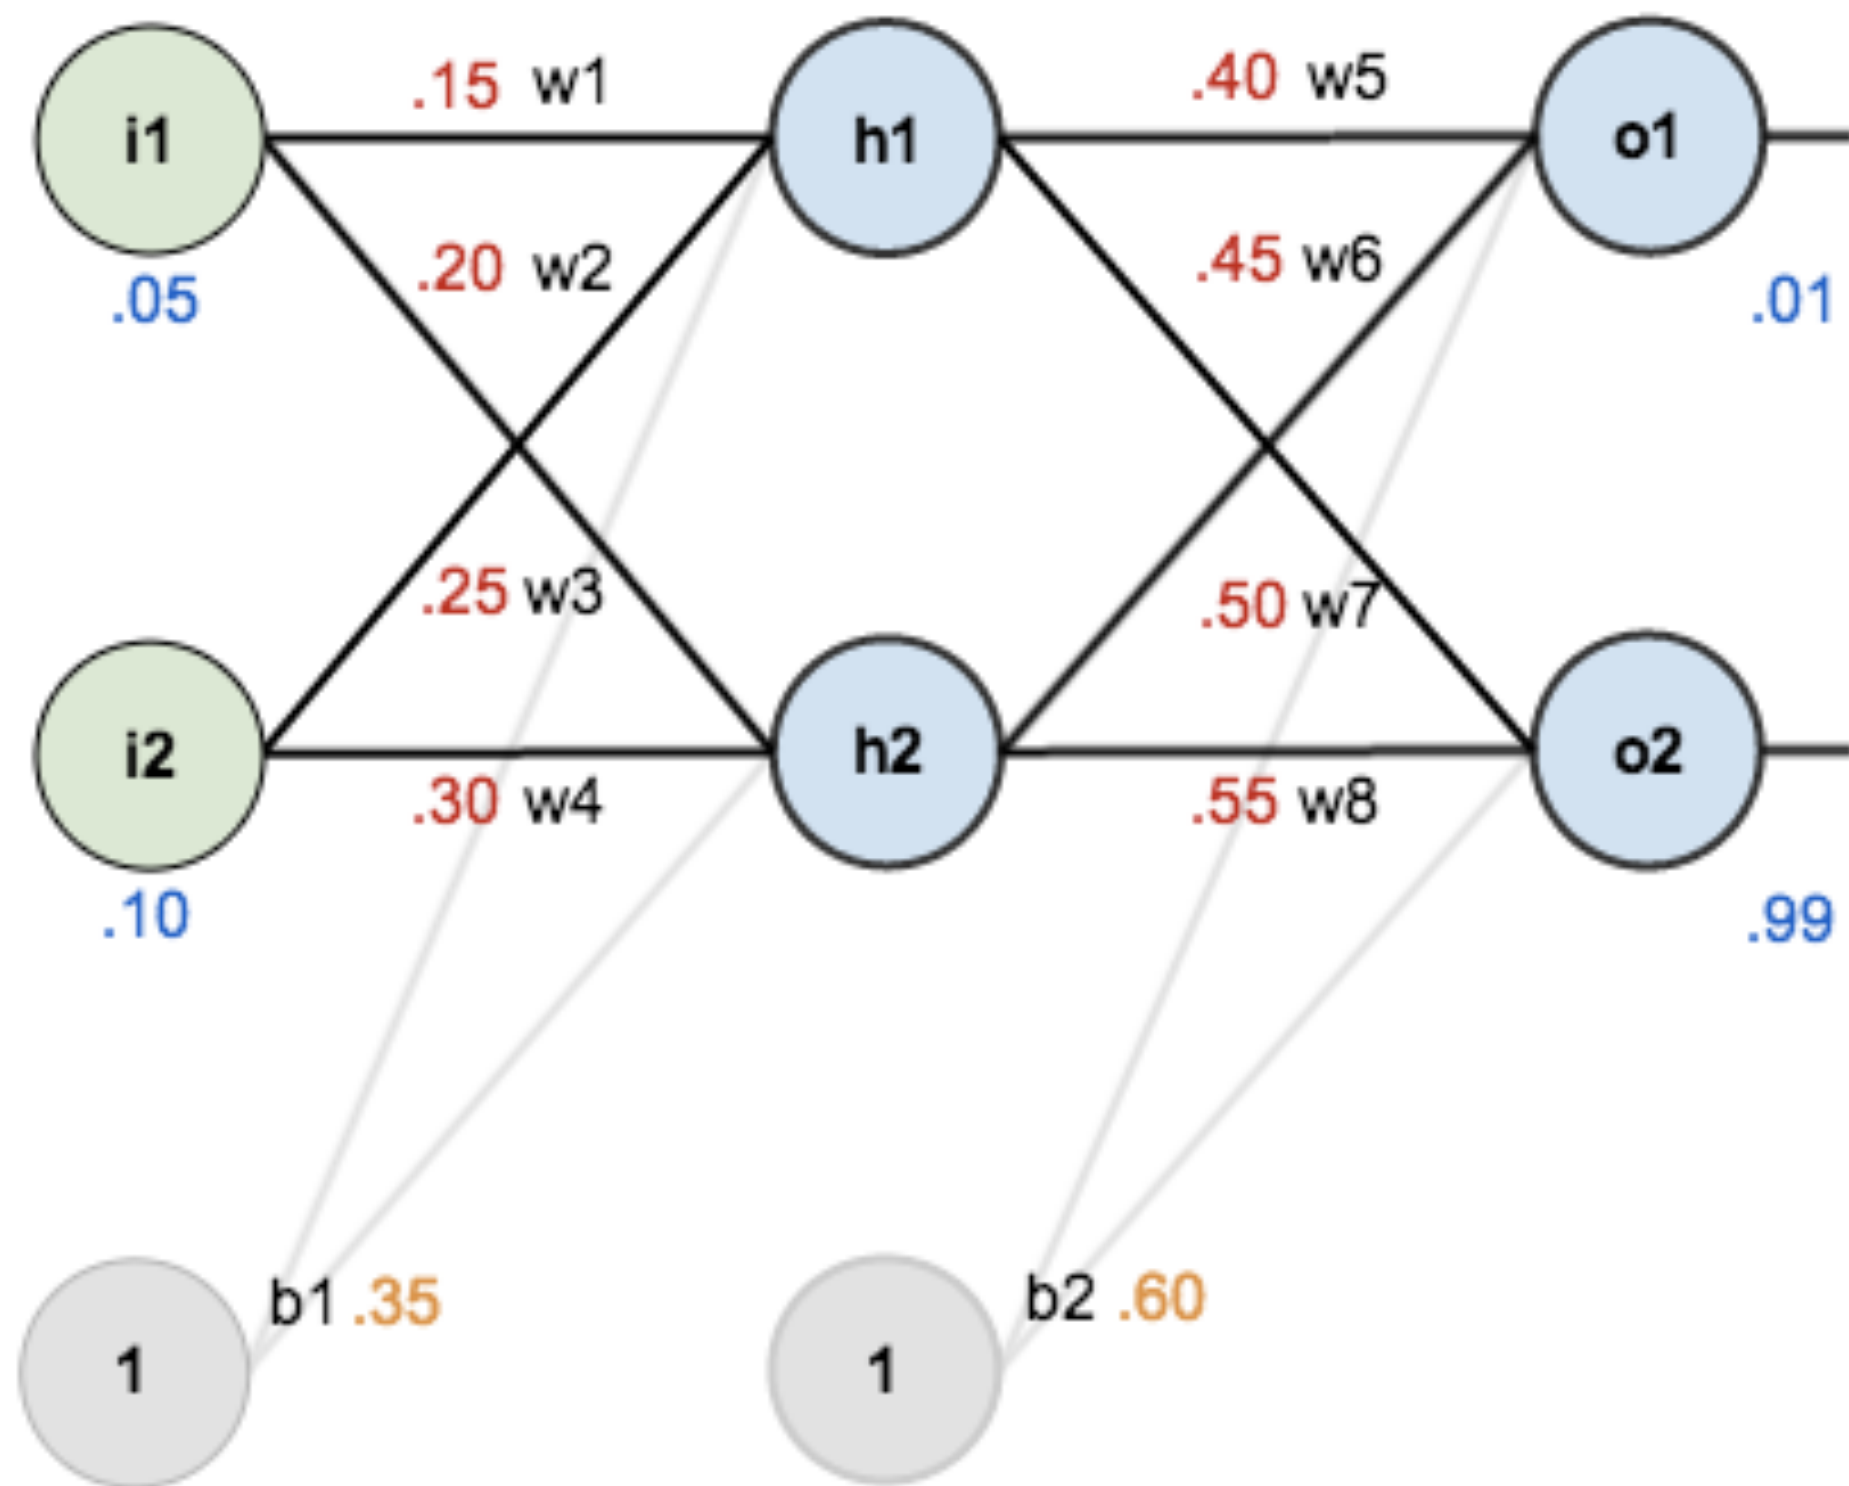 .15 w1
.40 w5
i1
h1
o1
.20 w2
.45 w6
.05
.01
.25 w3
.50 w7
i2
h2
o2
.30 w4
.55 w8
.10
.99
b1 .35
b2 .60
1
1